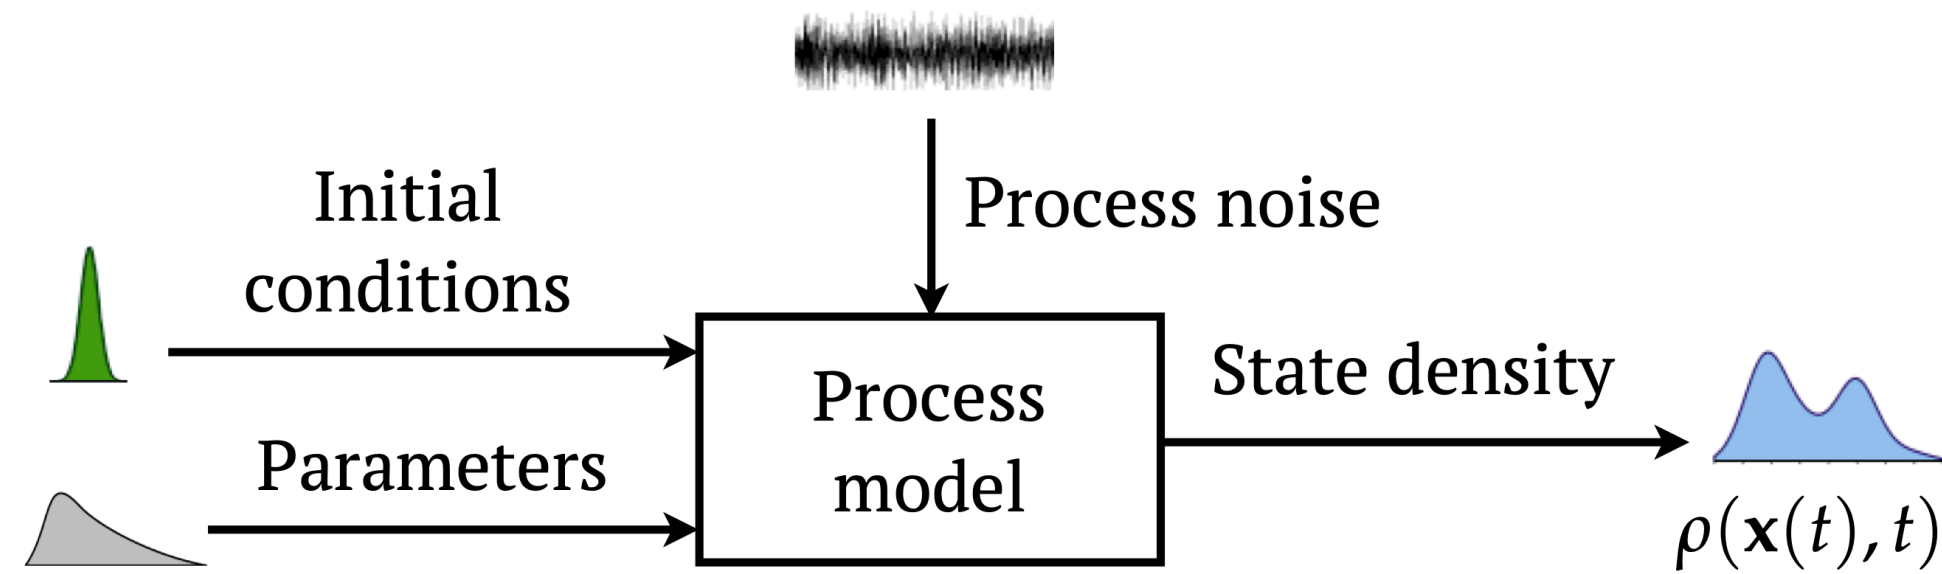 Process noise
Initial
conditions
Process
model
State density
Parameters
ρ(x(t), t)